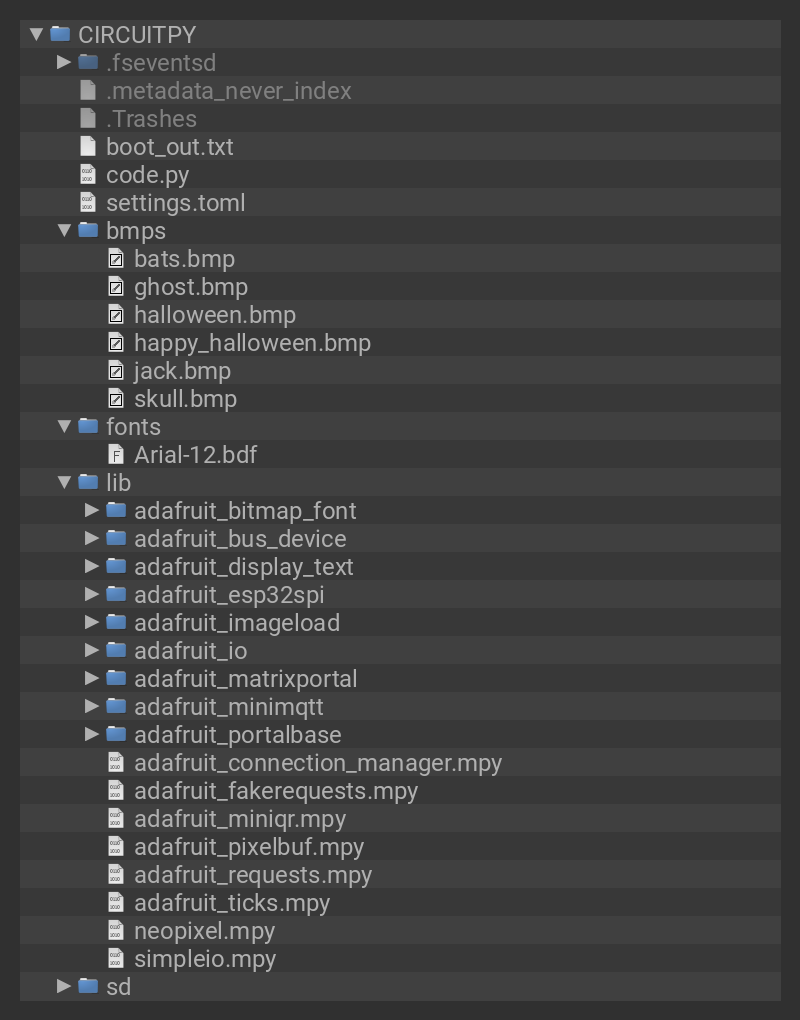 CIRCUITPY
.fseventsd
.metadata_never_index
.Trashes
boot_out.txt
code.py
settings.toml
bmps
bats.bmp
ghost.bmp
halloween.bmp
happy_halloween.bmp
jack.bmp
skull.bmp
fonts
Arial-12.bdf
lib
adafruit_bitmap_font
adafruit_bus_device
adafruit_display_text
adafruit_esp32spi
adafruit_imageload
adafruit_io
adafruit_matrixportal
adafruit_minimqtt
adafruit_portalbase
adafruit_connection_manager.mpy
adafruit_fakerequests.mpy
adafruit_miniqr.mpy
adafruit_pixelbuf.mpy
adafruit_requests.mpy
adafruit_ticks.mpy
neopixel.mpy
simpleio.mpy
sd